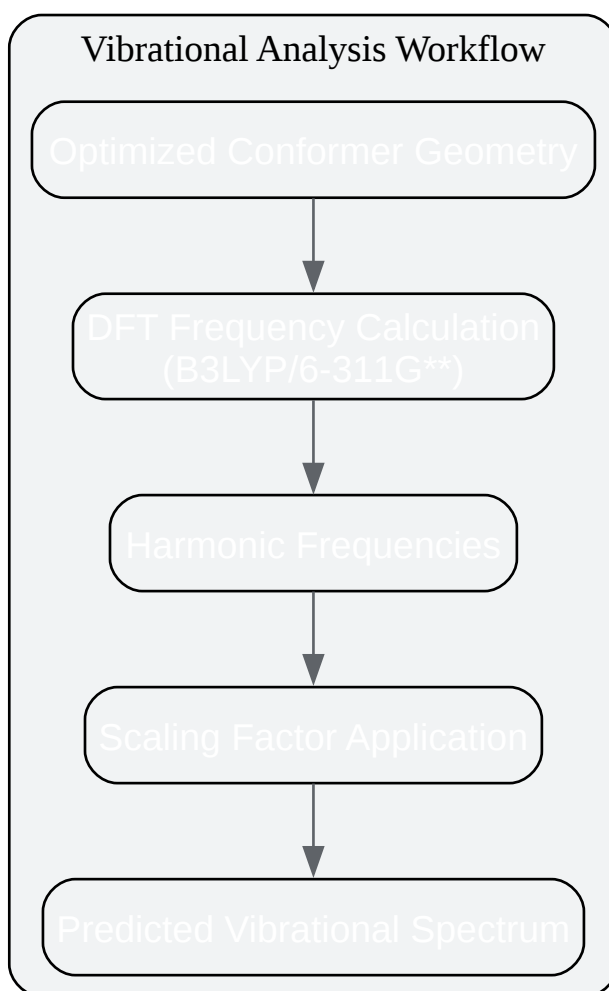 Vibrational Analysis Workflow
Optimized Conformer Geometry
DFT Frequency Calculation
(B3LYP/6-311G**)
Harmonic Frequencies
Scaling Factor Application
Predicted Vibrational Spectrum